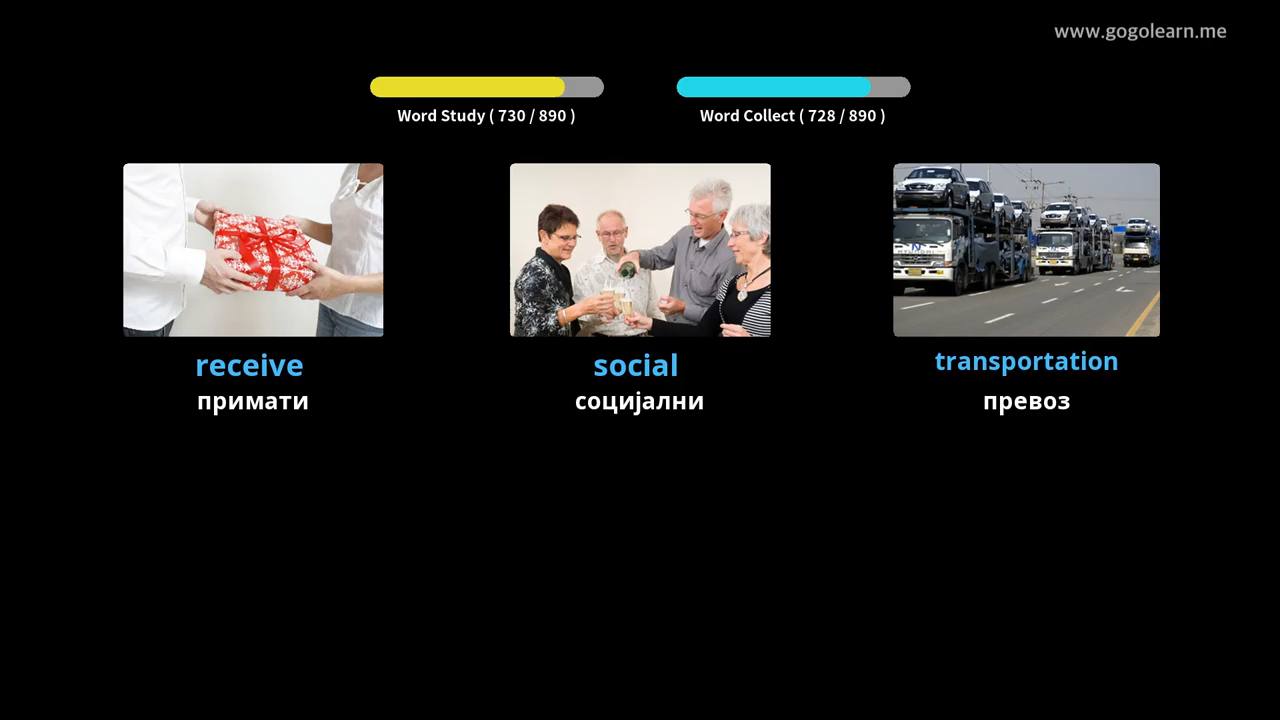 www.gogolearn.me
Word Study ( 730 / 890 )
Word Collect ( 728 / 890 )
receive
social
transportation
примати
социјални
превоз